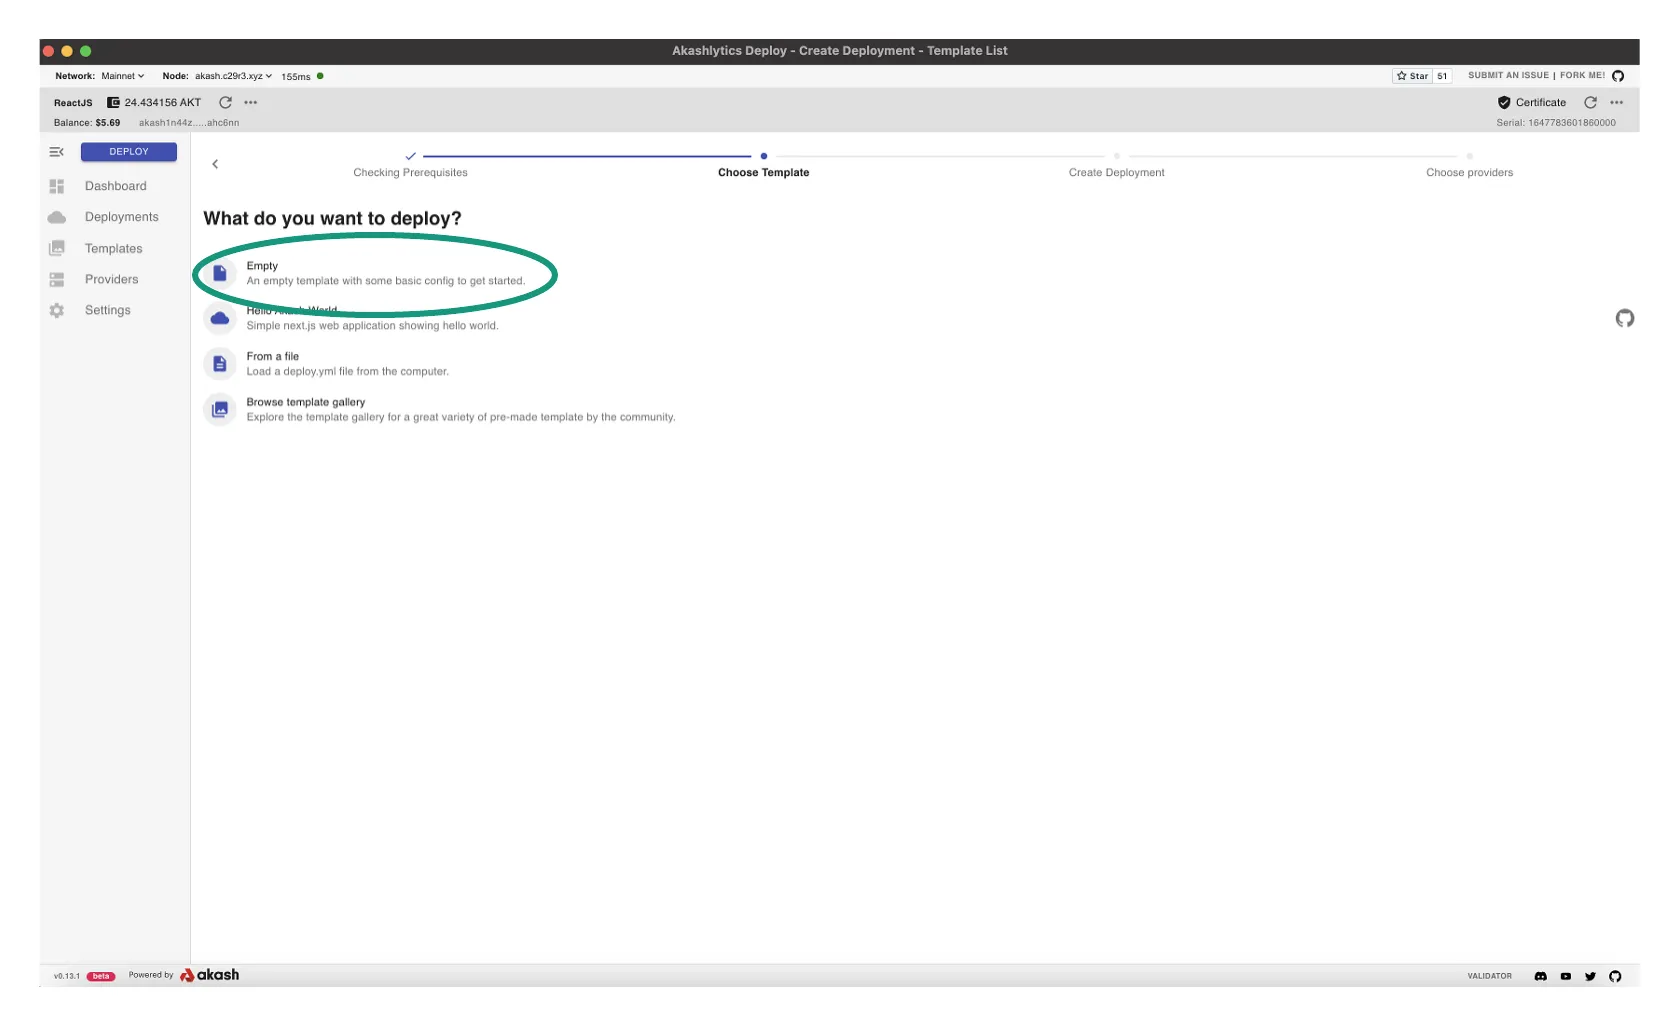 Akashlytics Deploy - Create Deployment - Template List
Network: Mainnet Node: akash.c29r3.xyz 155ms
Star 51 SUBMIT AN ISSUE | FORK ME!
ReactJS 24.434156 AKT
Certificate
Balance: $5.69 akash1n44z.....ahc6nn
Serial: 1647783601860000
DEPLOY
Dashboard
Deployments
Templates
Providers
Settings
Checking Prerequisites
Choose Template
Create Deployment
Choose providers
What do you want to deploy?
Empty
An empty template with some basic config to get started.
Hello Akash World
Simple next.js web application showing hello world.
From a file
Load a deploy.yml file from the computer.
Browse template gallery
Explore the template gallery for a great variety of pre-made template by the community.
v0.13.1 beta Powered by akash
VALIDATOR